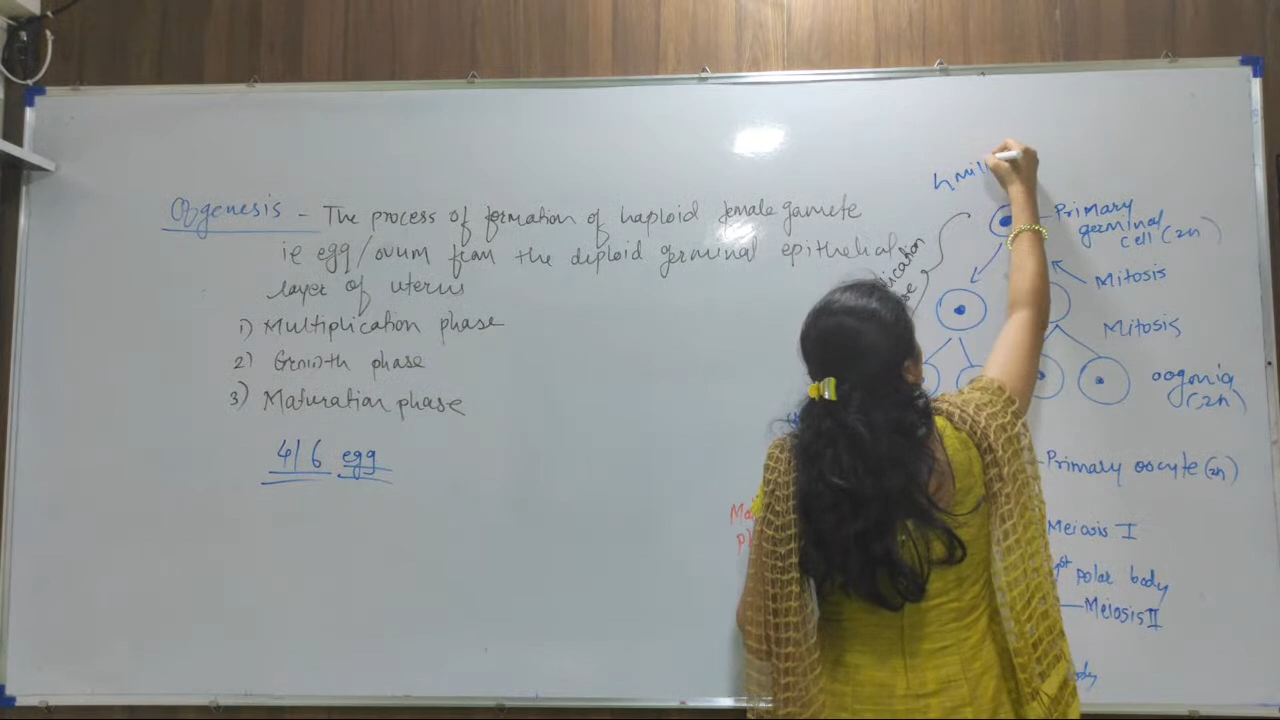 Oogenesis - The process of formation of haploid female gamete
ie egg/ovum from the diploid germinal epithelial
layer of uterus
1) Multiplication phase
2) Growth phase
3) Maturation phase
4/6 egg
Primary
germinal
cell (2n)
Mitosis
Mitosis
oogonia
(2n)
Primary oocyte (2n)
Meiosis I
1st polar body
Meiosis II